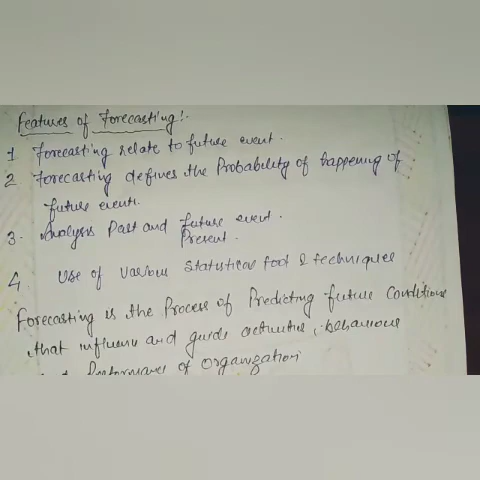 Features of Forecasting:-
1 Forecasting relate to future event.
2 Forecasting defines the Probability of happening of
future events.
3. Analysis Past and future event.
Present.
4. Use of Various Statistical tool & techniques
Forecasting is the Process of Predicting future Conditions
that influence and guide activities, behaviour
Performance of organization